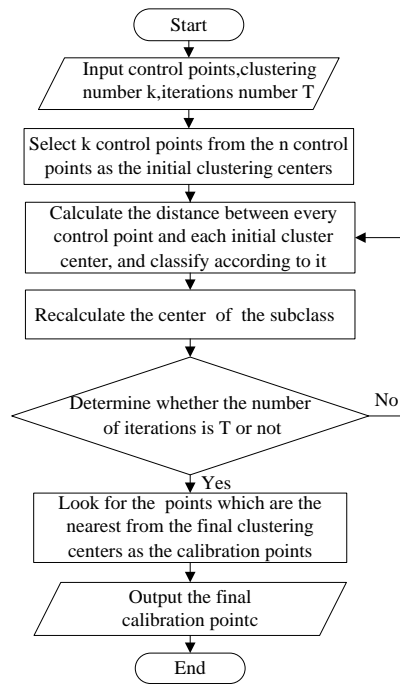 Start
Input control points,clustering
number k,iterations number T
Select k control points from the n control
points as the initial clustering centers
Calculate the distance between every
control point and each initial cluster
center, and classify according to it
Recalculate the center of the subclass
Determine whether the number
of iterations is T or not
No
Yes
Look for the points which are the
nearest from the final clustering
centers as the calibration points
Output the final
calibration pointc
End